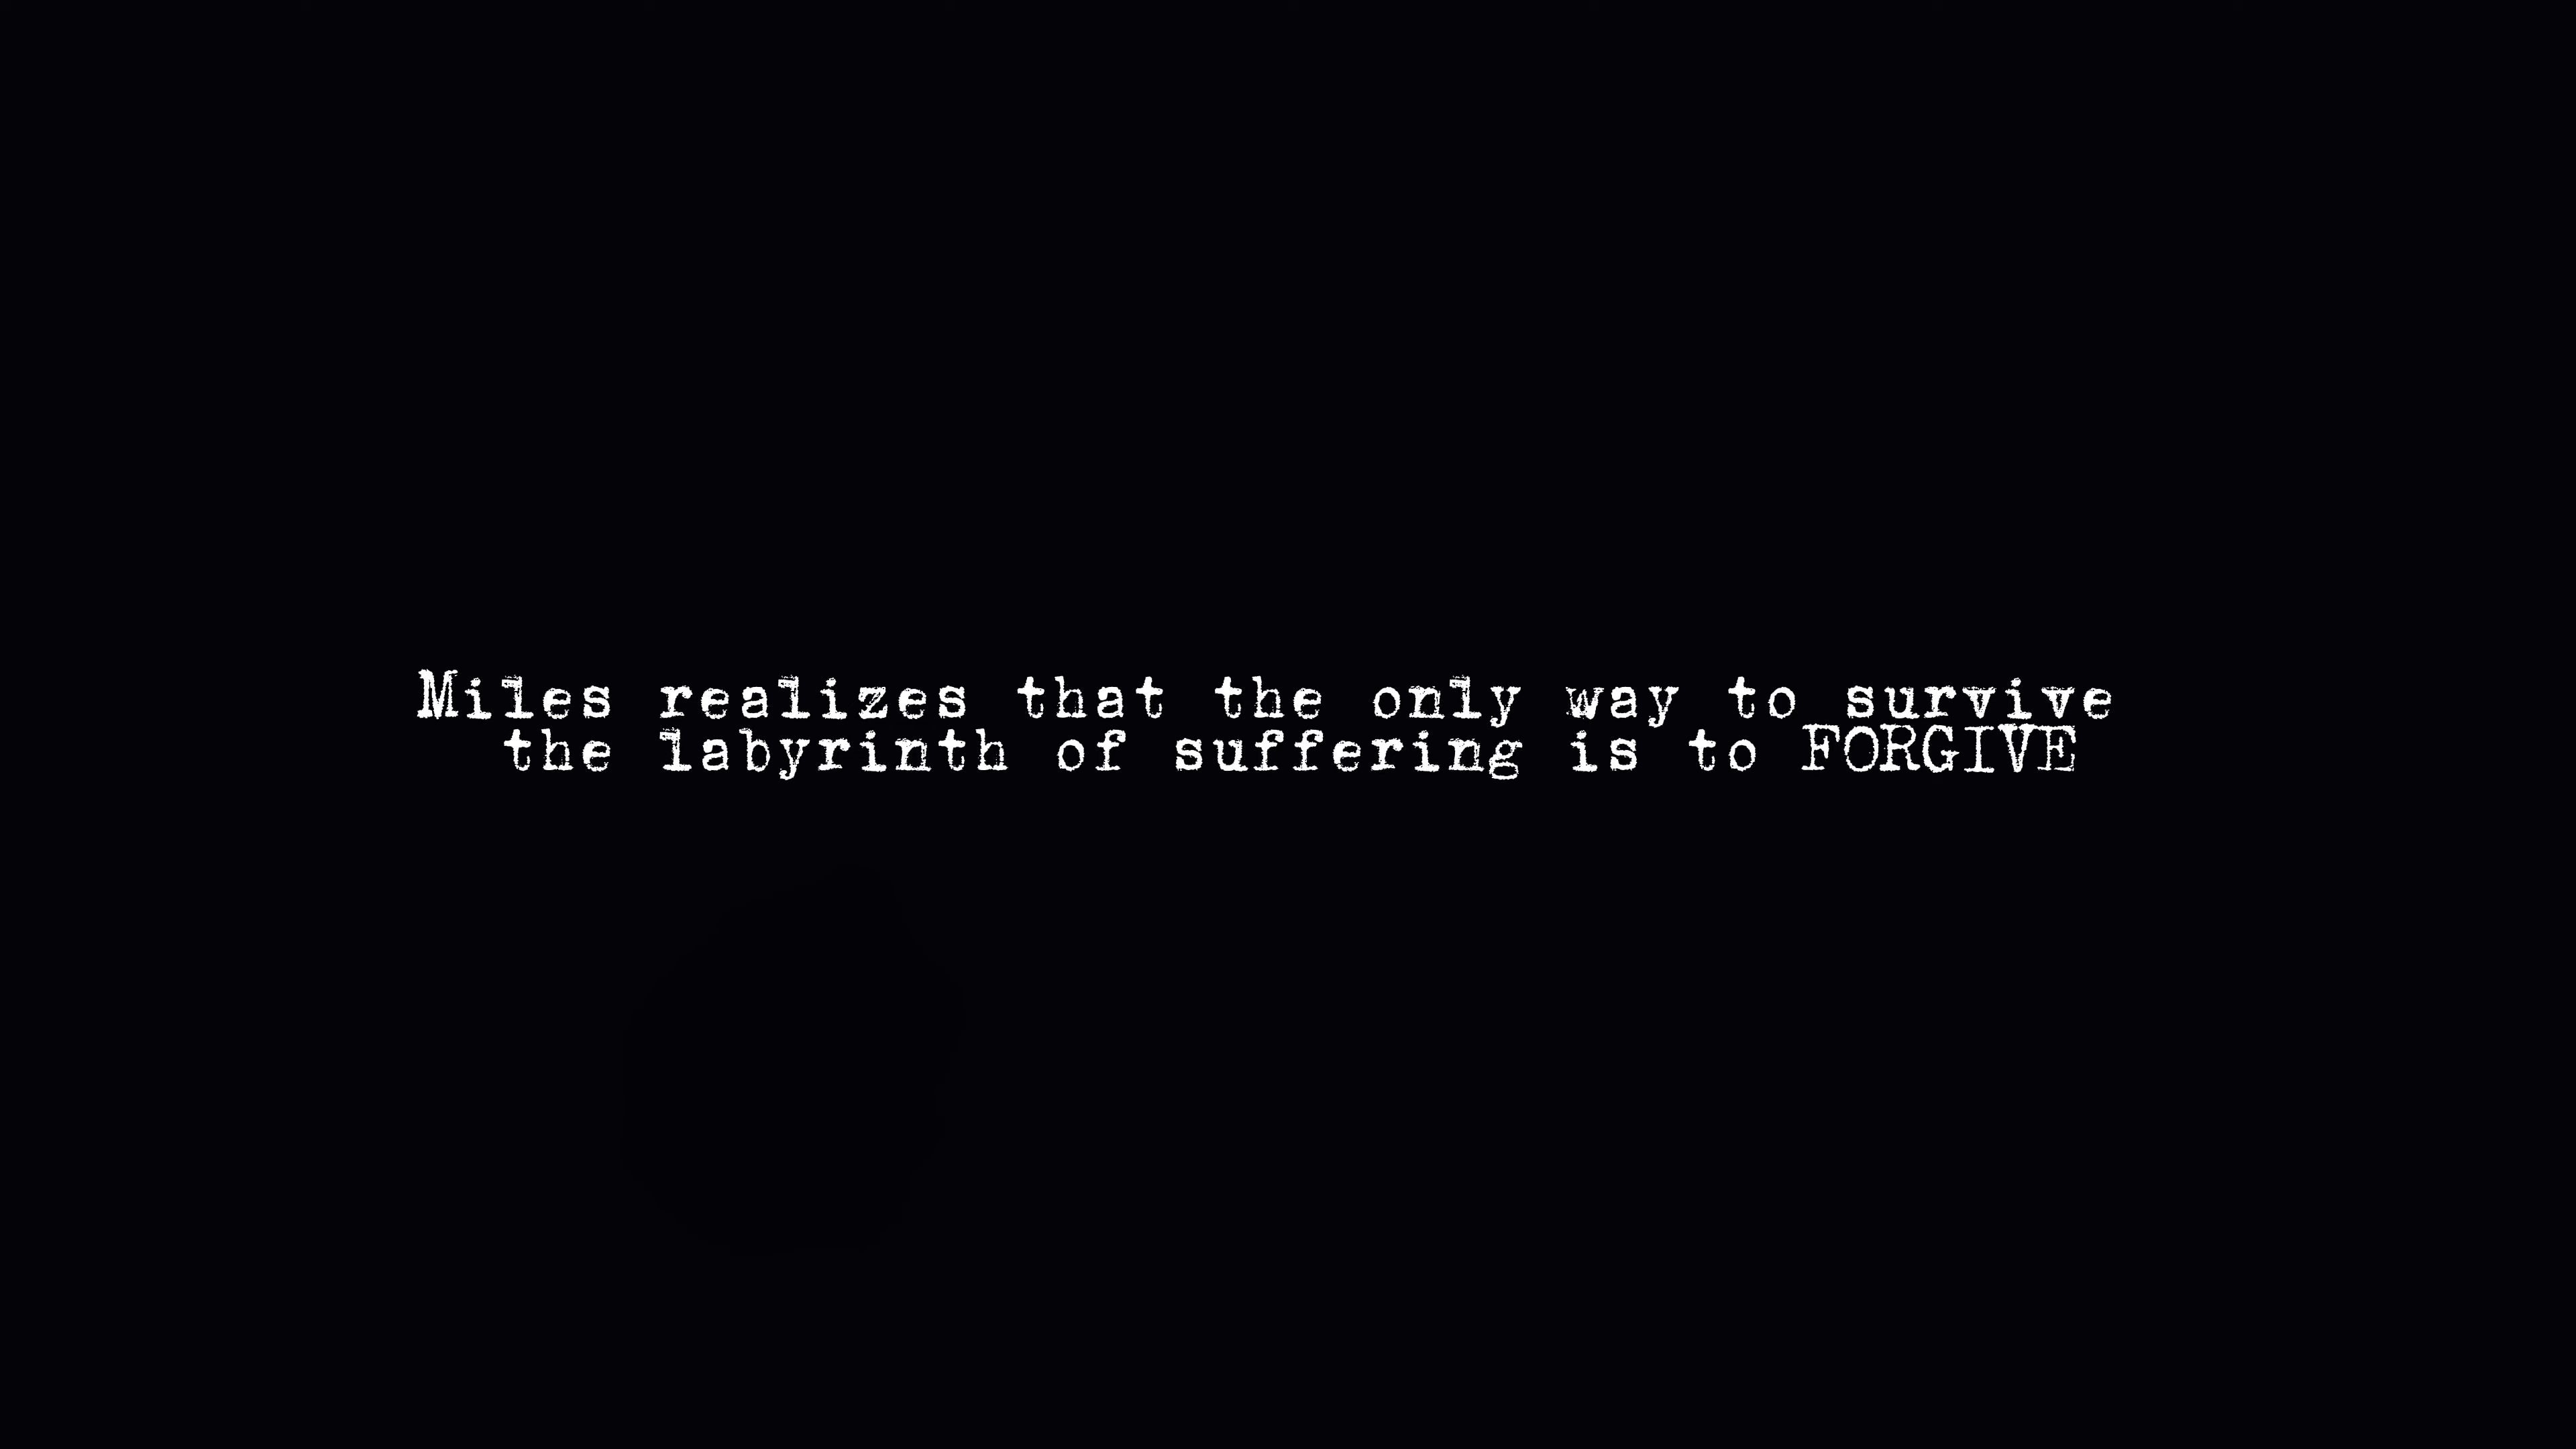 Miles realizes that the only way to survive
the labyrinth of suffering is to FORGIVE